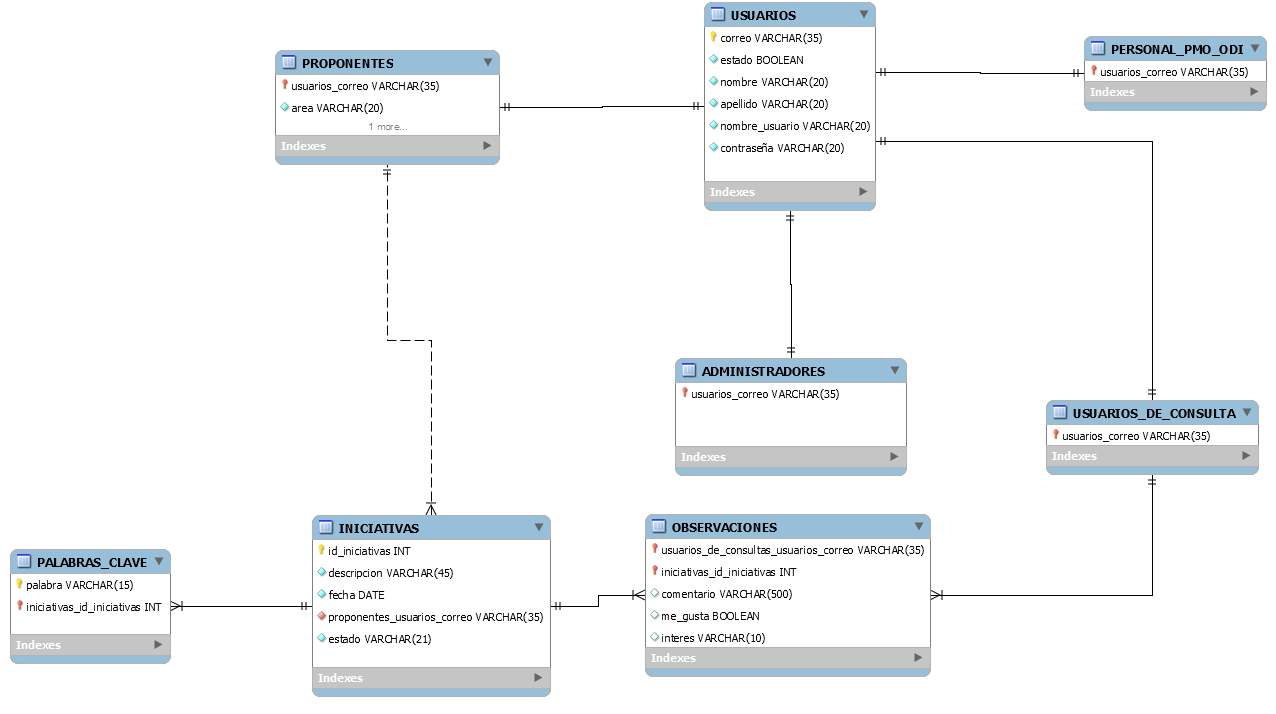 USUARIOS
correo VARCHAR(35)
estado BOOLEAN
nombre VARCHAR(20)
apellido VARCHAR(20)
nombre_usuario VARCHAR(20)
contraseña VARCHAR(20)
Indexes
PERSONAL_PMO_ODI
usuarios_correo VARCHAR(35)
Indexes
PROPONENTES
usuarios_correo VARCHAR(35)
area VARCHAR(20)
1 more...
Indexes
ADMINISTRADORES
usuarios_correo VARCHAR(35)
Indexes
USUARIOS_DE_CONSULTA
usuarios_correo VARCHAR(35)
Indexes
PALABRAS_CLAVE
palabra VARCHAR(15)
iniciativas_id_iniciativas INT
Indexes
INICIATIVAS
id_iniciativas INT
descripcion VARCHAR(45)
fecha DATE
proponentes_usuarios_correo VARCHAR(35)
estado VARCHAR(21)
Indexes
OBSERVACIONES
usuarios_de_consultas_usuarios_correo VARCHAR(35)
iniciativas_id_iniciativas INT
comentario VARCHAR(500)
me_gusta BOOLEAN
interes VARCHAR(10)
Indexes